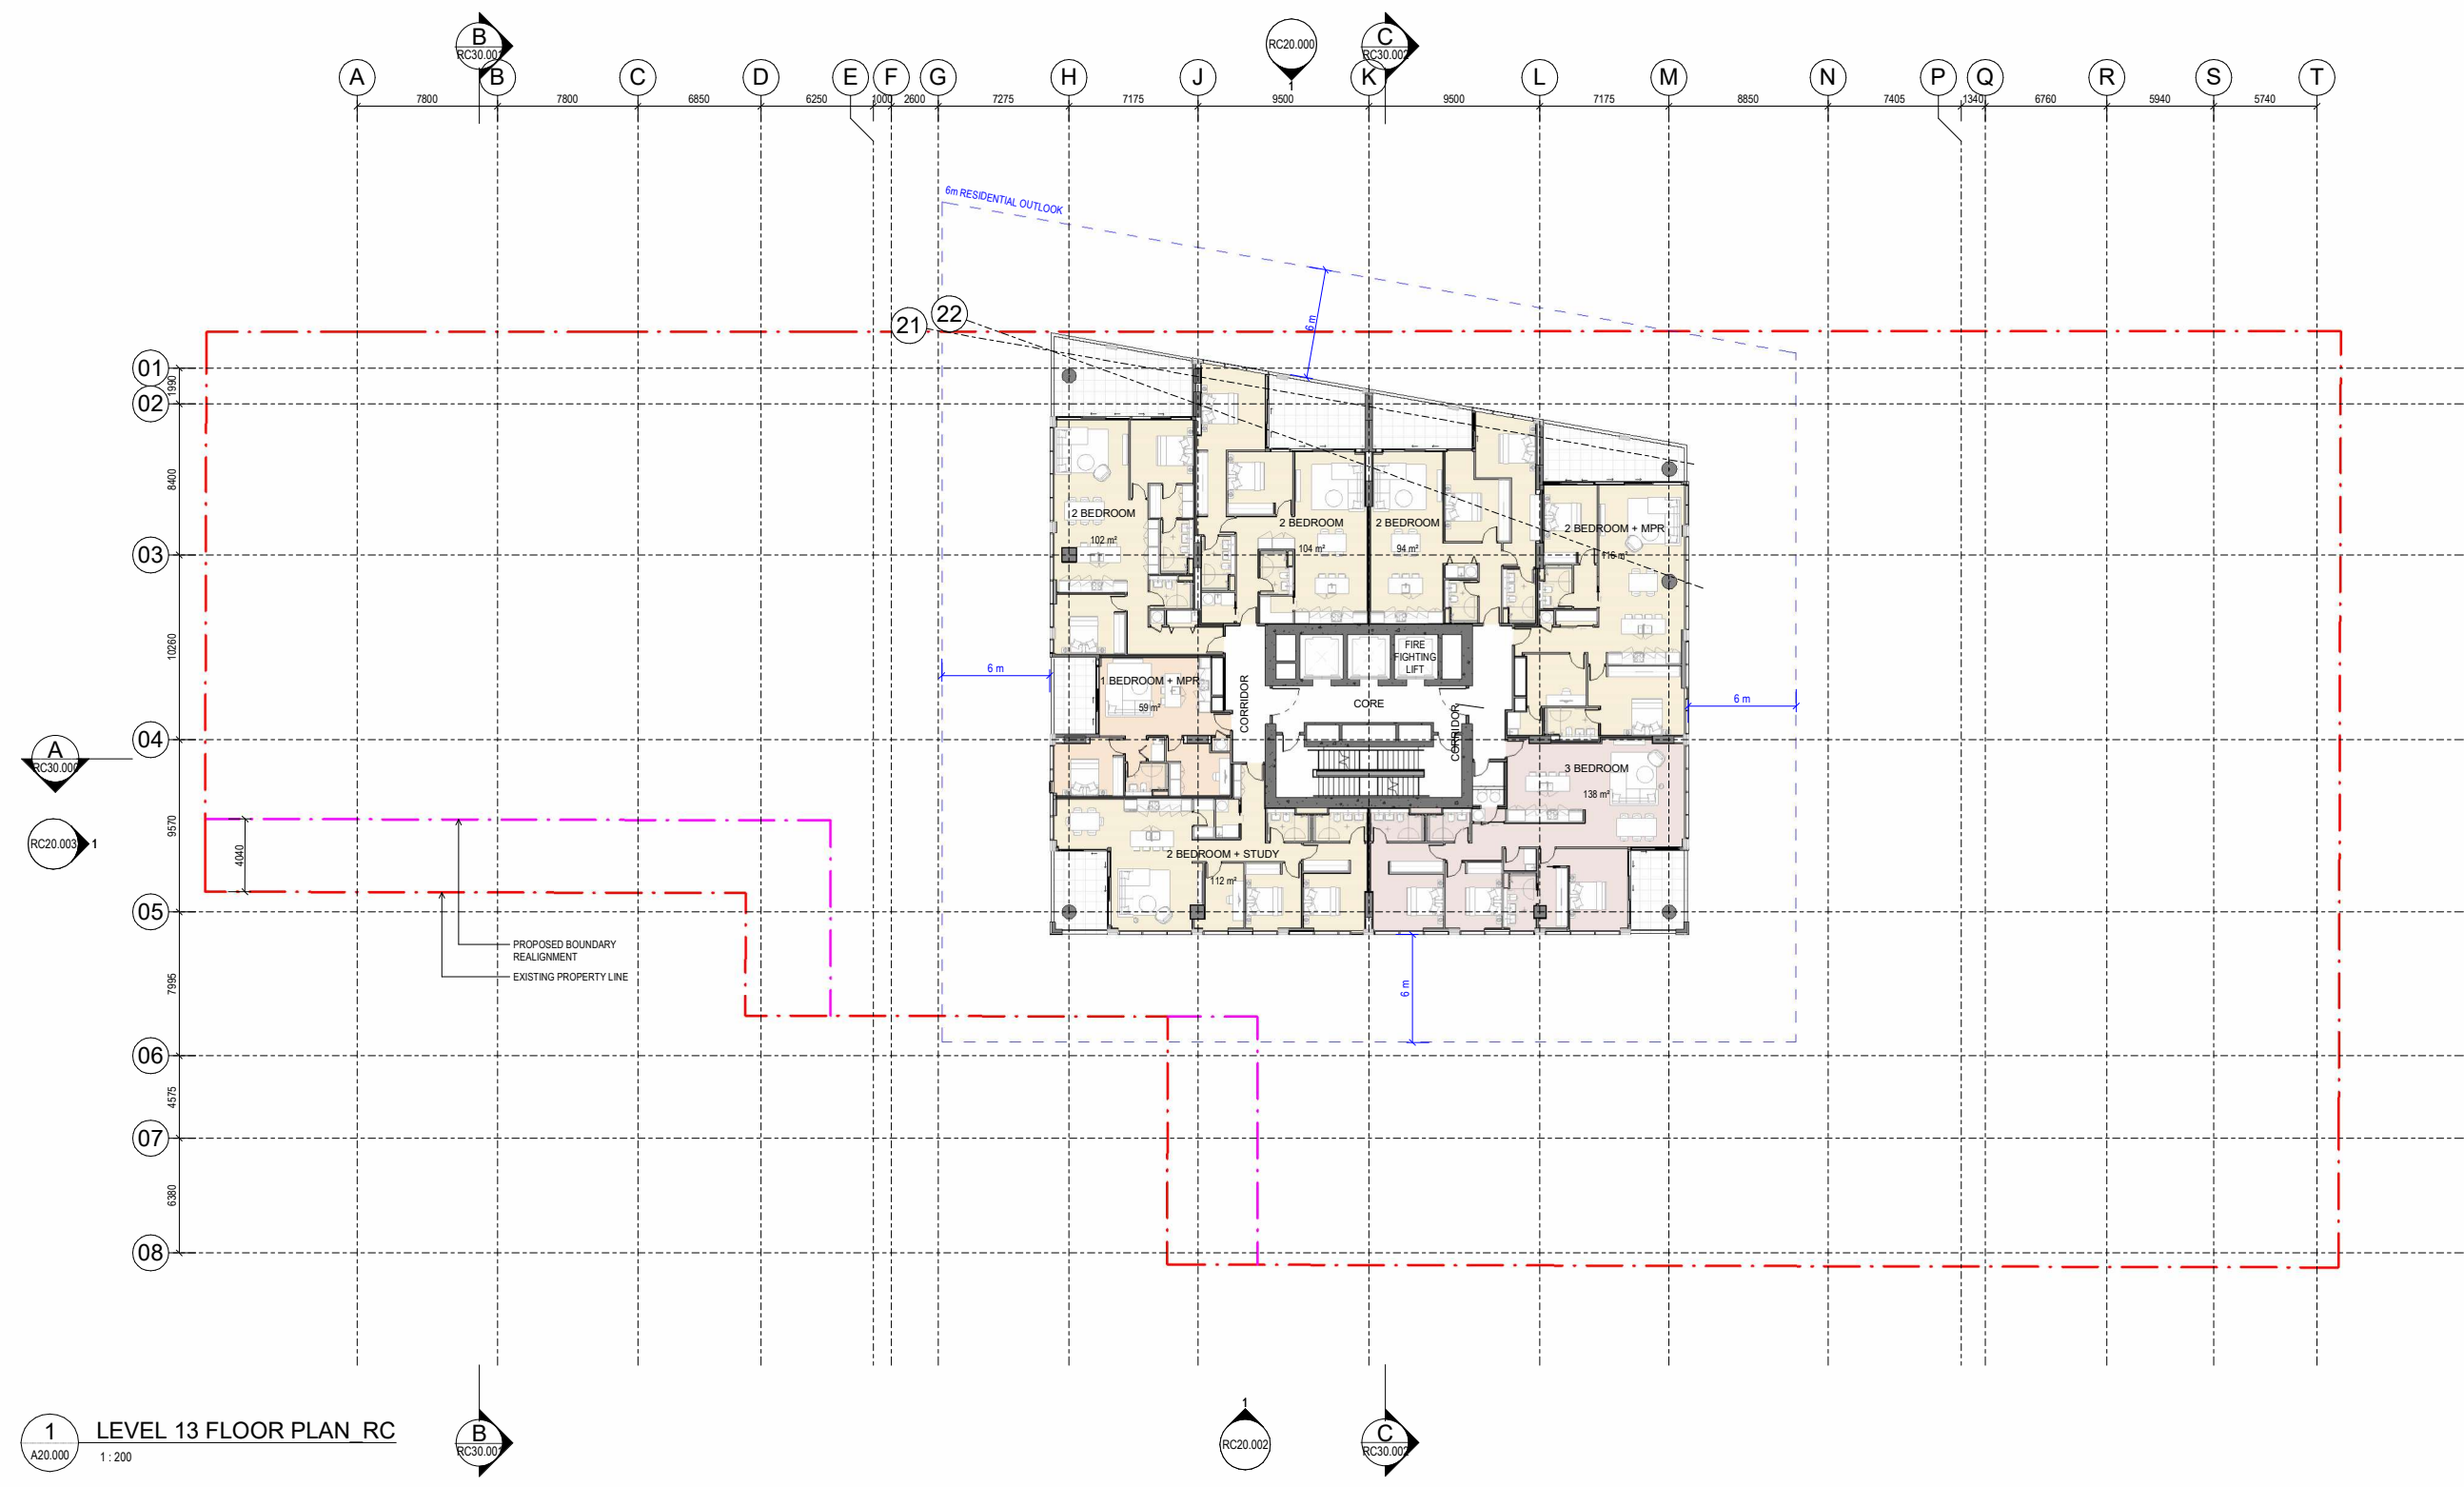 B
RC30.001
RC20.000
1
C
RC30.002
A
B
C
D
E
F
G
H
J
K
L
M
N
P
Q
R
S
T
7800
7800
6850
6250
1000
2600
7275
7175
9500
9500
7175
8850
7405
1340
6760
5940
5740
6m RESIDENTIAL OUTLOOK
6 m
21
22
01
1990
02
8400
03
10260
04
9570
05
7995
06
4575
07
6380
08
2 BEDROOM
102 m²
2 BEDROOM
104 m²
2 BEDROOM
94 m²
2 BEDROOM + MPR
116 m²
FIRE
FIGHTING
LIFT
6 m
1 BEDROOM + MPR
59 m²
CORRIDOR
CORE
CORRIDOR
6 m
A
RC30.000
3 BEDROOM
138 m²
RC20.003
1
4040
2 BEDROOM + STUDY
112 m²
PROPOSED BOUNDARY
REALIGNMENT
EXISTING PROPERTY LINE
6 m
1
A20.000
LEVEL 13 FLOOR PLAN_RC
1 : 200
B
RC30.001
1
RC20.002
C
RC30.002